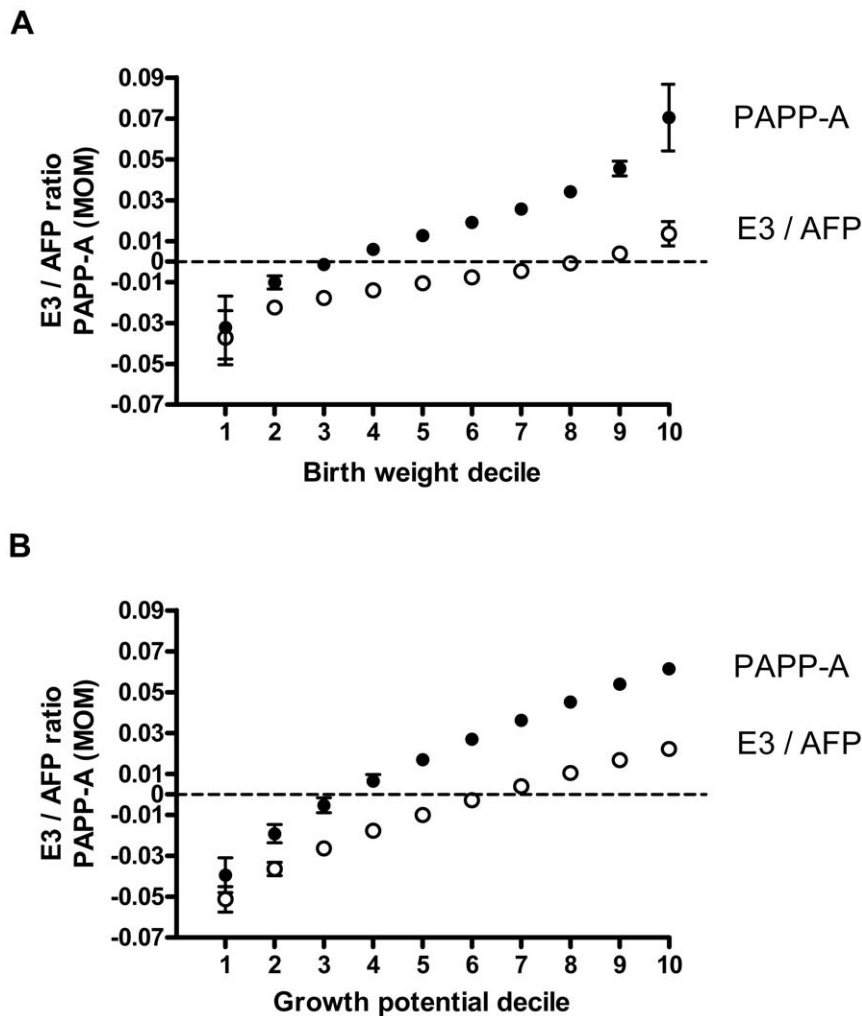 A
0.09
0.07
0.05
0.03
0.01
0
-0.01
-0.03
-0.05
-0.07
E3 / AFP ratio
PAPP-A (MOM)
PAPP-A
E3 / AFP
1 2 3 4 5 6 7 8 9 10
Birth weight decile
B
0.09
0.07
0.05
0.03
0.01
0
-0.01
-0.03
-0.05
-0.07
E3 / AFP ratio
PAPP-A (MOM)
PAPP-A
E3 / AFP
1 2 3 4 5 6 7 8 9 10
Growth potential decile